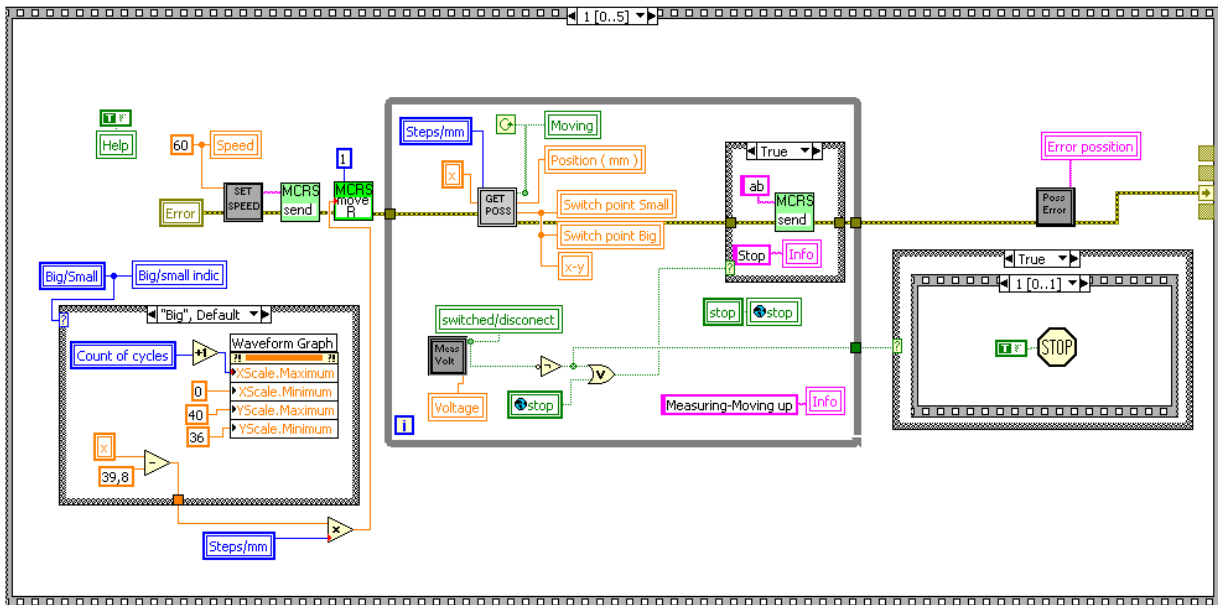 1 [0..5]
T F
Help
60
Speed
SET
SPEED
MCRS
send
1
MCRS
move
R
Error
Steps/mm
Moving
x
GET
POSS
Position ( mm )
Switch point Small
Switch point Big
x-y
True
ab
MCRS
send
Stop
Info
Error possition
Poss
Error
Big/Small
Big/small indic
"Big", Default
Count of cycles
+1
Waveform Graph
?! ?!
XScale.Maximum
0
XScale.Minimum
40
YScale.Maximum
36
YScale.Minimum
x
39,8
-
x
Steps/mm
switched/disconect
Meas
Volt
Voltage
stop
V
stop
stop
Measuring-Moving up
Info
i
True
1 [0..1]
T F
STOP